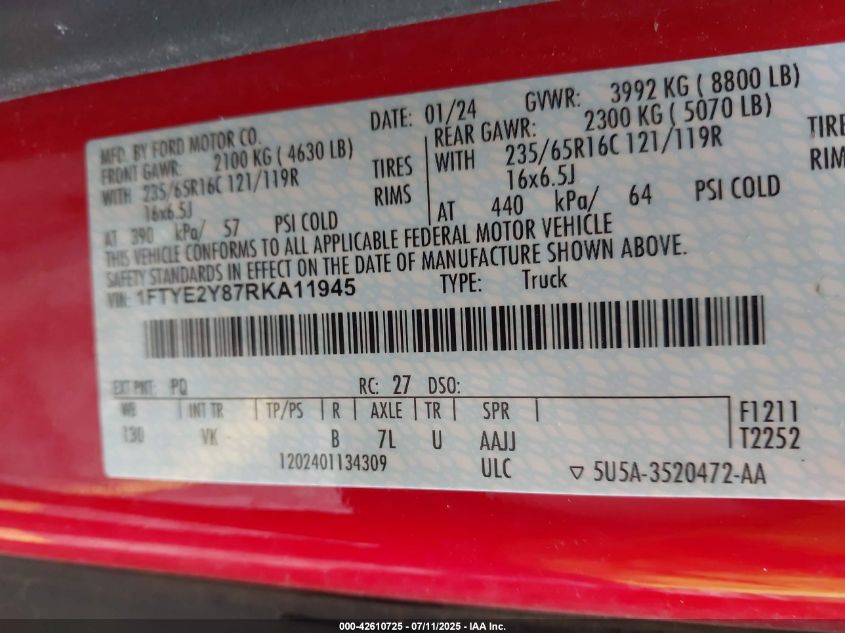 MFD. BY FORD MOTOR CO. DATE: 01/24 GVWR: 3992 KG ( 8800 LB)
FRONT GAWR: 2100 KG ( 4630 LB) REAR GAWR: 2300 KG ( 5070 LB)
WITH 235/65R16C 121/119R TIRES WITH 235/65R16C 121/119R TIRE
16x6.5J RIMS 16x6.5J RIM
AT 390 kPa/ 57 PSI COLD AT 440 kPa/ 64 PSI COLD
THIS VEHICLE CONFORMS TO ALL APPLICABLE FEDERAL MOTOR VEHICLE
SAFETY STANDARDS IN EFFECT ON THE DATE OF MANUFACTURE SHOWN ABOVE.
VIN: 1FTYE2Y87RKA11945 TYPE: Truck
EXT PNT: PQ RC: 27 DSO:
WB INT TR TP/PS R AXLE TR SPR F1211
130 VK B 7L U AAJJ T2252
1202401134309 ULC ▽ 5U5A-3520472-AA
000-42610725 - 07/11/2025 - IAA Inc.